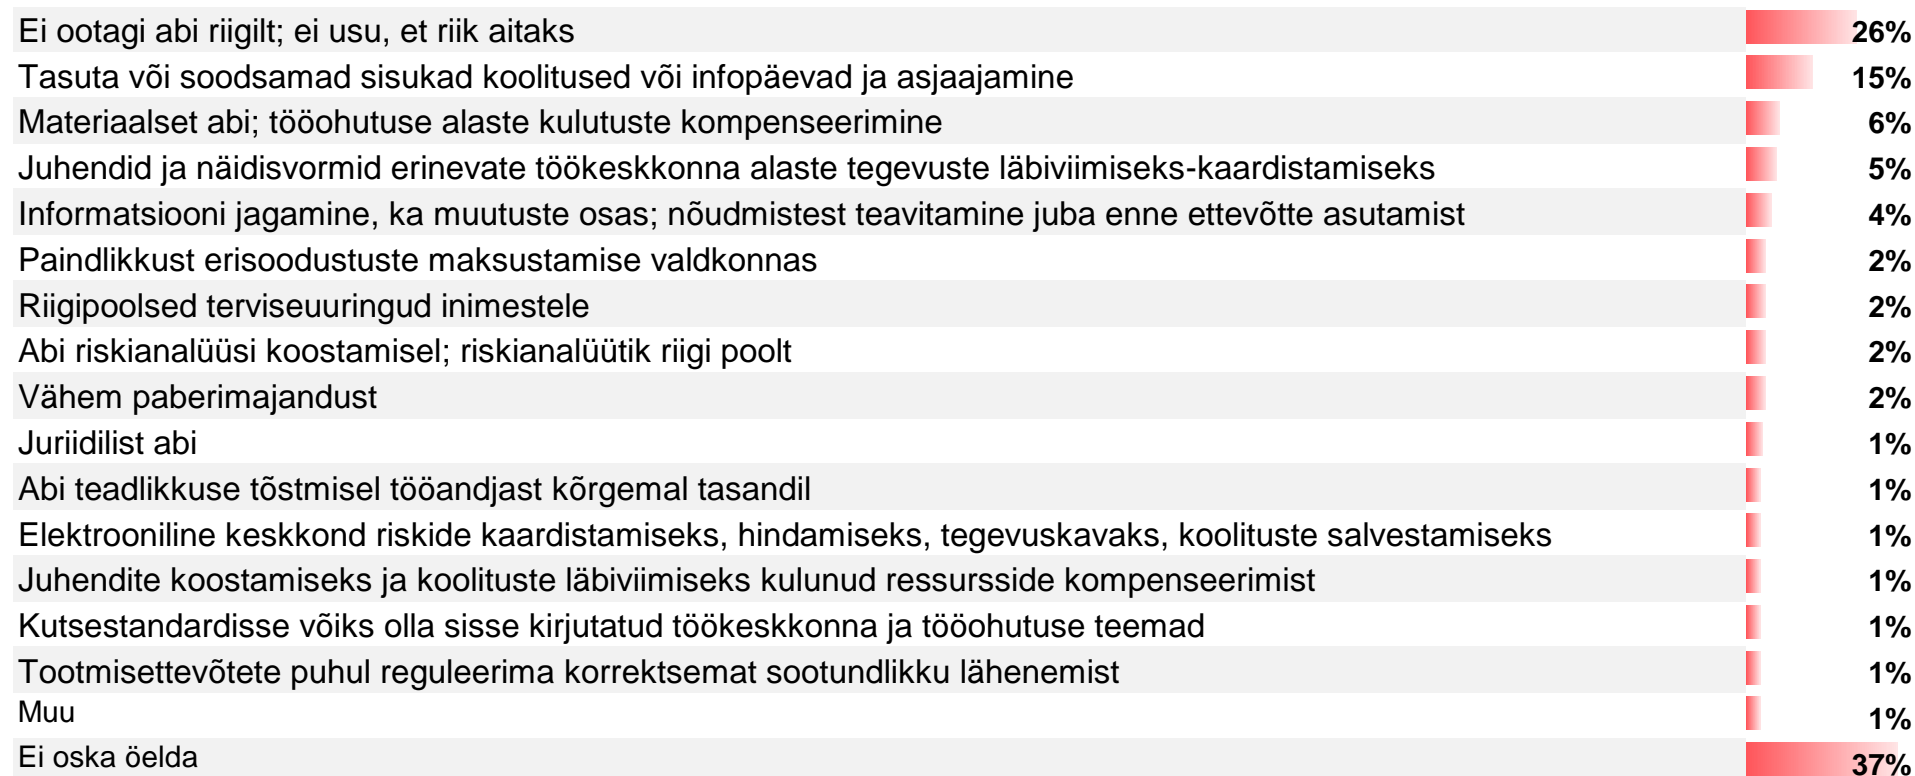 Ei ootagi abi riigilt; ei usu, et riik aitaks 26%
Tasuta või soodsamad sisukad koolitused või infopäevad ja asjaajamine 15%
Materiaalset abi; tööohutuse alaste kulutuste kompenseerimine 6%
Juhendid ja näidisvormid erinevate töökeskkonna alaste tegevuste läbiviimiseks-kaardistamiseks 5%
Informatsiooni jagamine, ka muutuste osas; nõudmistest teavitamine juba enne ettevõtte asutamist 4%
Paindlikkust erisoodustuste maksustamise valdkonnas 2%
Riigipoolsed terviseuuringud inimestele 2%
Abi riskianalüüsi koostamisel; riskianalüütik riigi poolt 2%
Vähem paberimajandust 2%
Juriidilist abi 1%
Abi teadlikkuse tõstmisel tööandjast kõrgemal tasandil 1%
Elektrooniline keskkond riskide kaardistamiseks, hindamiseks, tegevuskavaks, koolituste salvestamiseks 1%
Juhendite koostamiseks ja koolituste läbiviimiseks kulunud ressursside kompenseerimist 1%
Kutsestandardisse võiks olla sisse kirjutatud töökeskkonna ja tööohutuse teemad 1%
Tootmisettevõtete puhul reguleerima korrektsemat sootundlikku lähenemist 1%
Muu 1%
Ei oska öelda 37%